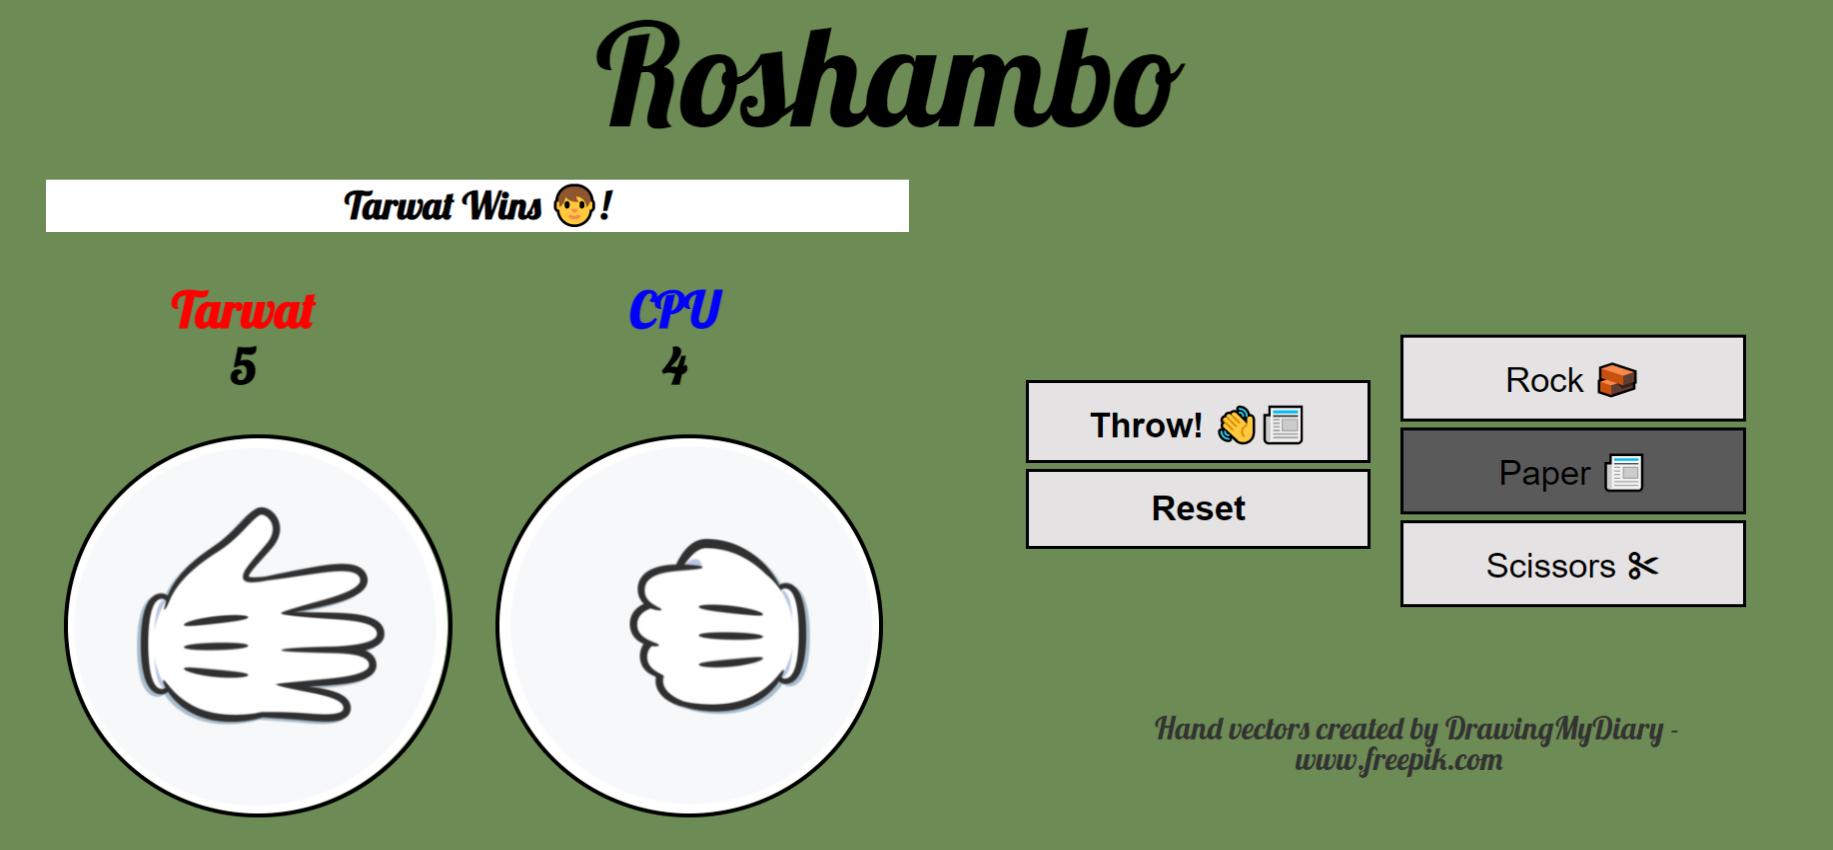 Roshambo
Tarwat Wins 👦!
Tarwat
5
CPU
4
Throw! 👋📰
Reset
Rock 🧱
Paper 📰
Scissors ✂
Hand vectors created by DrawingMyDiary -
www.freepik.com